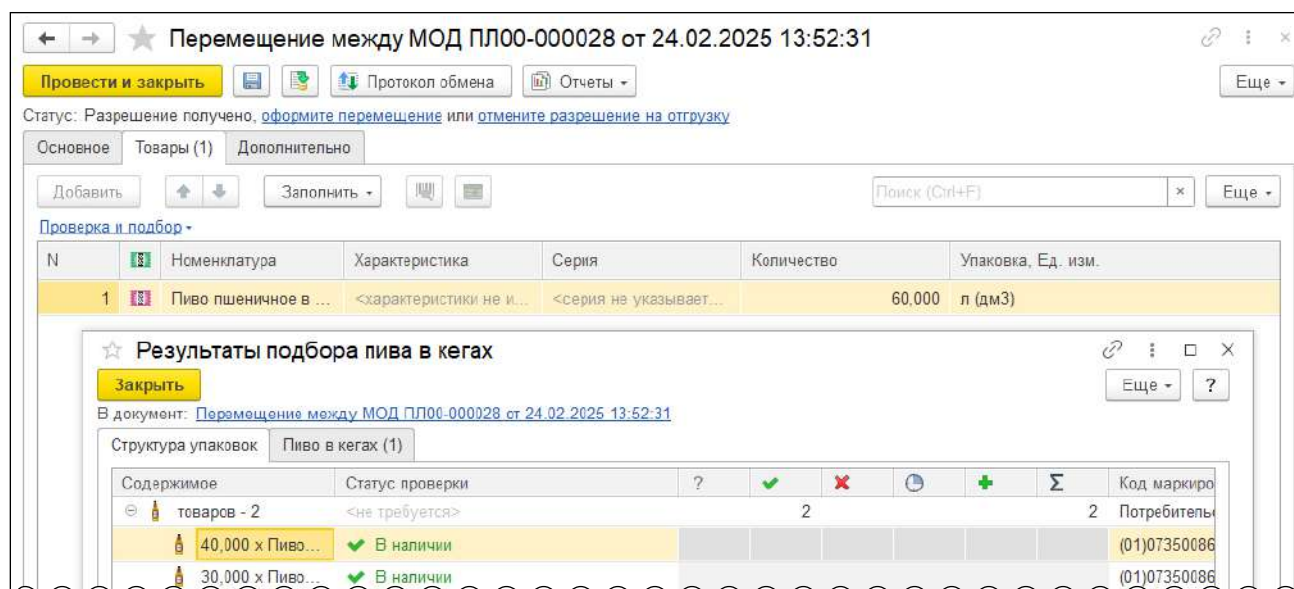 Перемещение между МОД ПЛ00-000028 от 24.02.2025 13:52:31
Провести и закрыть Протокол обмена Отчеты Еще
Статус: Разрешение получено, оформите перемещение или отмените разрешение на отгрузку
Основное Товары (1) Дополнительно
Добавить Заполнить Поиск (Ctrl+F) × Еще
Проверка и подбор
N Номенклатура Характеристика Серия Количество Упаковка, Ед. изм.
1 Пиво пшеничное в ... <характеристики не и... <серия не указывает... 60,000 л (дм3)
Результаты подбора пива в кегах
Закрыть Еще ?
В документ: Перемещение между МОД ПЛ00-000028 от 24.02.2025 13:52:31
Структура упаковок Пиво в кегах (1)
Содержимое Статус проверки ? Σ Код маркиро
товаров - 2 <не требуется> 2 2 Потребитель
40,000 x Пиво... В наличии (01)07350086
30,000 x Пиво... В наличии (01)07350086